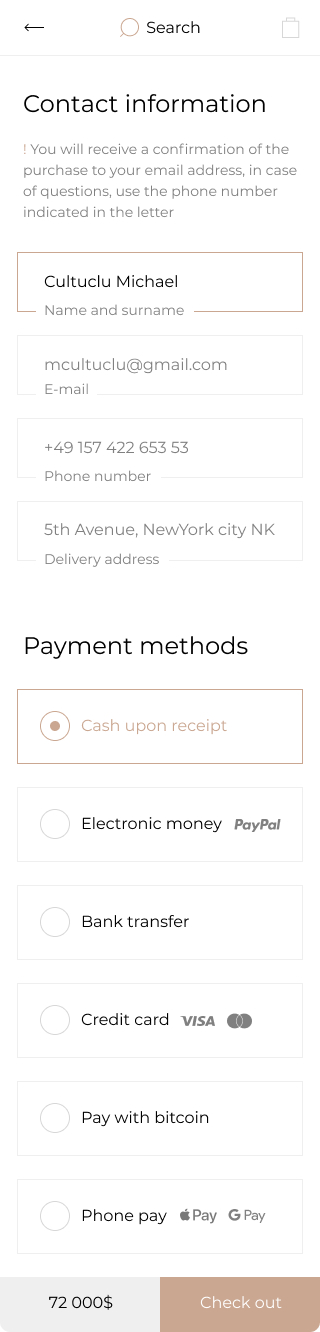 Search
Contact information
! You will receive a confirmation of the
purchase to your email address, in case
of questions, use the phone number
indicated in the letter
Cultuclu Michael
Name and surname
mcultuclu@gmail.com
E-mail
+49 157 422 653 53
Phone number
5th Avenue, NewYork city NK
Delivery address
Payment methods
Cash upon receipt
Electronic money PayPal
Bank transfer
Credit card VISA
Pay with bitcoin
Phone pay Pay G Pay
72 000$ Check out